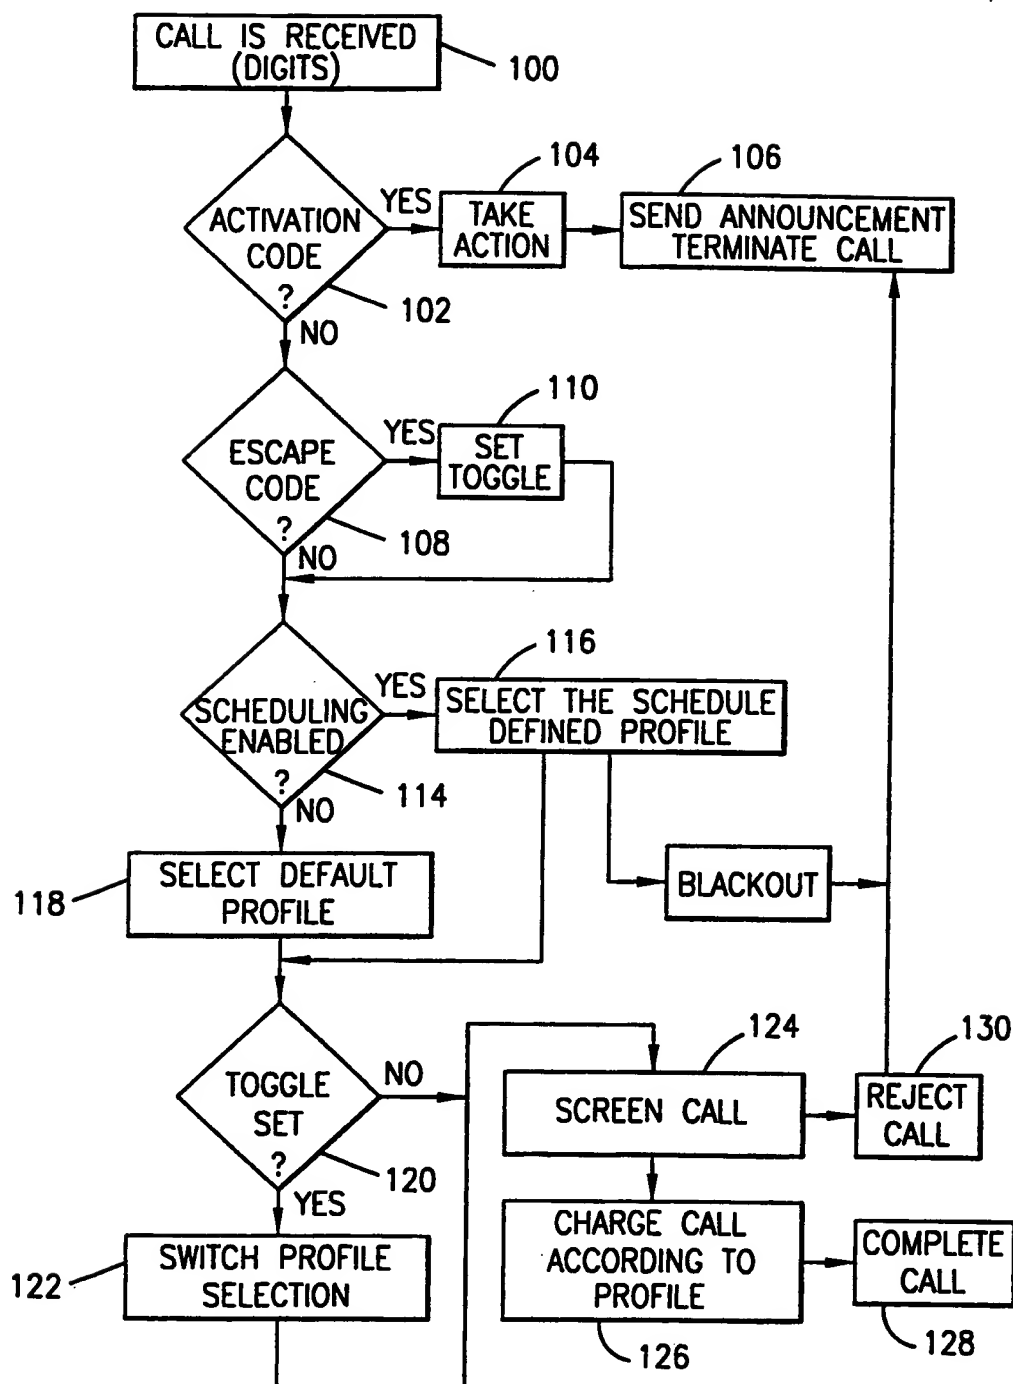 CALL IS RECEIVED
(DIGITS)
100
ACTIVATION
CODE
?
102
YES
104
TAKE
ACTION
106
SEND ANNOUNCEMENT
TERMINATE CALL
NO
ESCAPE
CODE
?
108
YES
110
SET
TOGGLE
NO
SCHEDULING
ENABLED
?
114
YES
116
SELECT THE SCHEDULE
DEFINED PROFILE
NO
118
SELECT DEFAULT
PROFILE
BLACKOUT
TOGGLE
SET
?
120
NO
124
SCREEN CALL
130
REJECT
CALL
YES
122
SWITCH PROFILE
SELECTION
CHARGE CALL
ACCORDING TO
PROFILE
126
COMPLETE
CALL
128